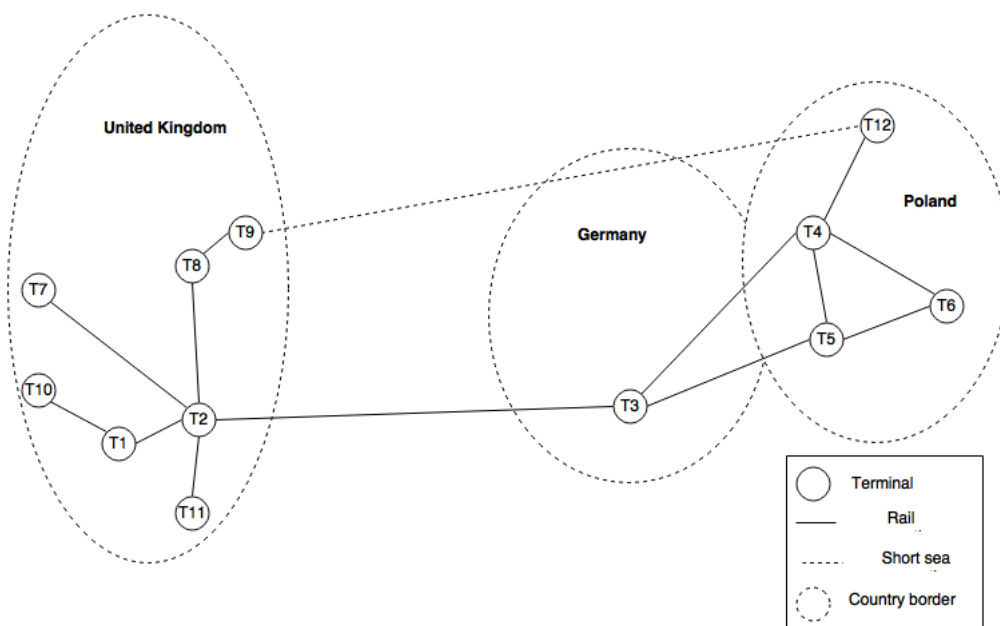 United Kingdom
T12
Poland
T9
Germany
T4
T8
T7
T6
T5
T10
T3
T2
T1
T11
Terminal
Rail
Short sea
Country border